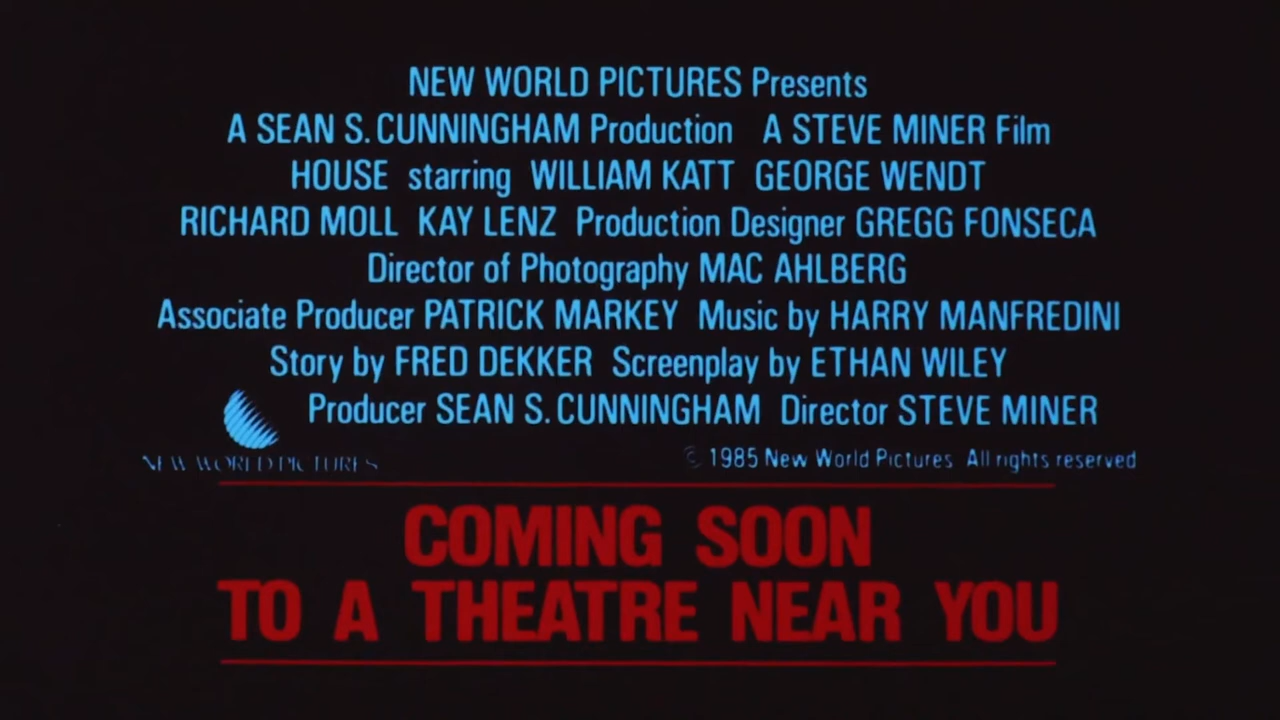 NEW WORLD PICTURES Presents
A SEAN S. CUNNINGHAM Production A STEVE MINER Film
HOUSE starring WILLIAM KATT GEORGE WENDT
RICHARD MOLL KAY LENZ Production Designer GREGG FONSECA
Director of Photography MAC AHLBERG
Associate Producer PATRICK MARKEY Music by HARRY MANFREDINI
Story by FRED DEKKER Screenplay by ETHAN WILEY
Producer SEAN S. CUNNINGHAM Director STEVE MINER
NEW WORLD PICTURES
© 1985 New World Pictures All rights reserved
COMING SOON
TO A THEATRE NEAR YOU